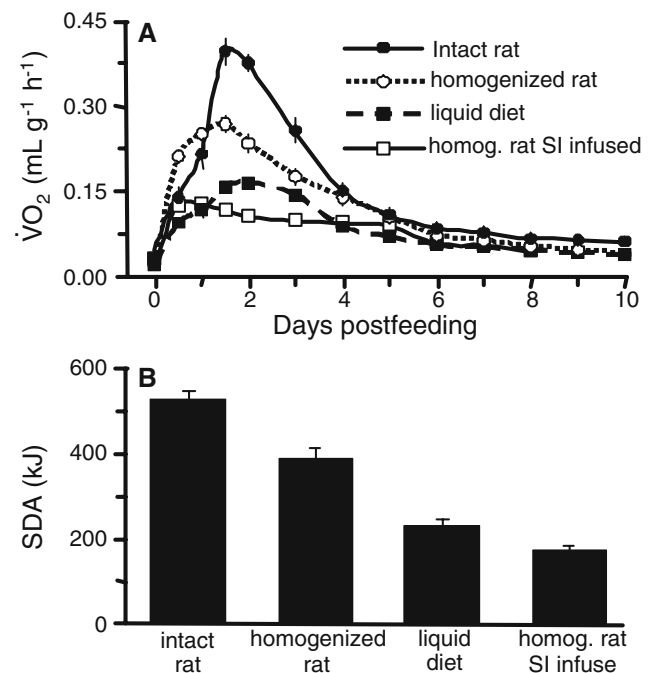 A
0.45
0.30
0.15
0.00
V̇O₂ (mL g⁻¹ h⁻¹)
Intact rat
homogenized rat
liquid diet
homog. rat SI infused
0 2 4 6 8 10
Days postfeeding
B
600
400
200
0
SDA (kJ)
intact rat
homogenized rat
liquid diet
homog. rat SI infuse